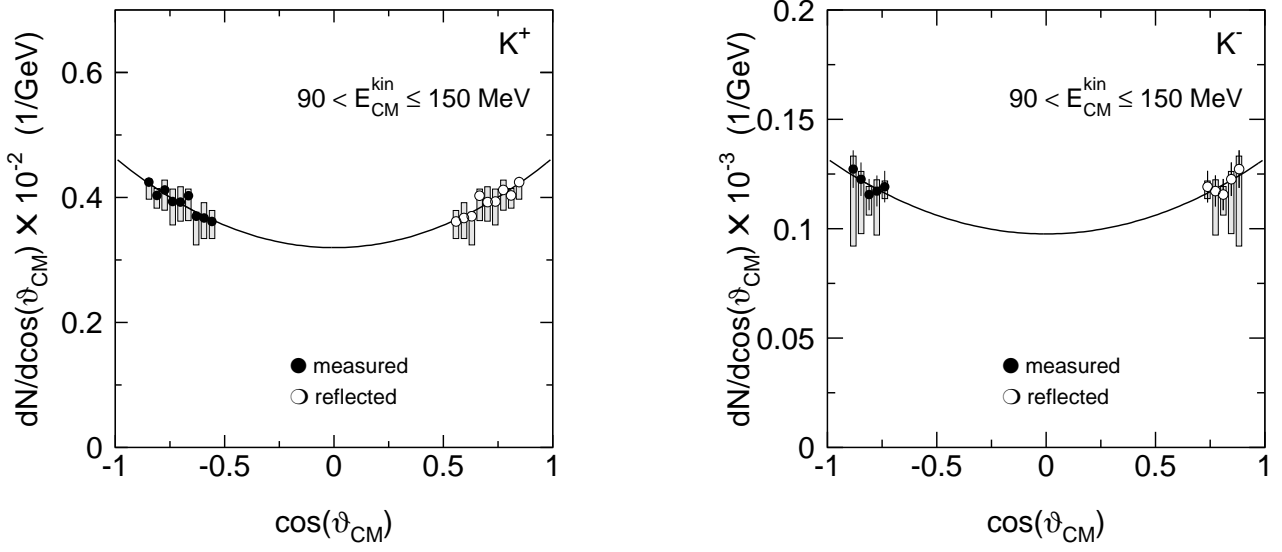 K+
90 < E_CM^kin ≤ 150 MeV
dN/dcos(ϑ_CM) × 10^-2 (1/GeV)
0.6
0.4
0.2
0
measured
reflected
-1
-0.5
0
0.5
1
cos(ϑ_CM)
K-
90 < E_CM^kin ≤ 150 MeV
dN/dcos(ϑ_CM) × 10^-3 (1/GeV)
0.2
0.15
0.1
0.05
0
measured
reflected
-1
-0.5
0
0.5
1
cos(ϑ_CM)